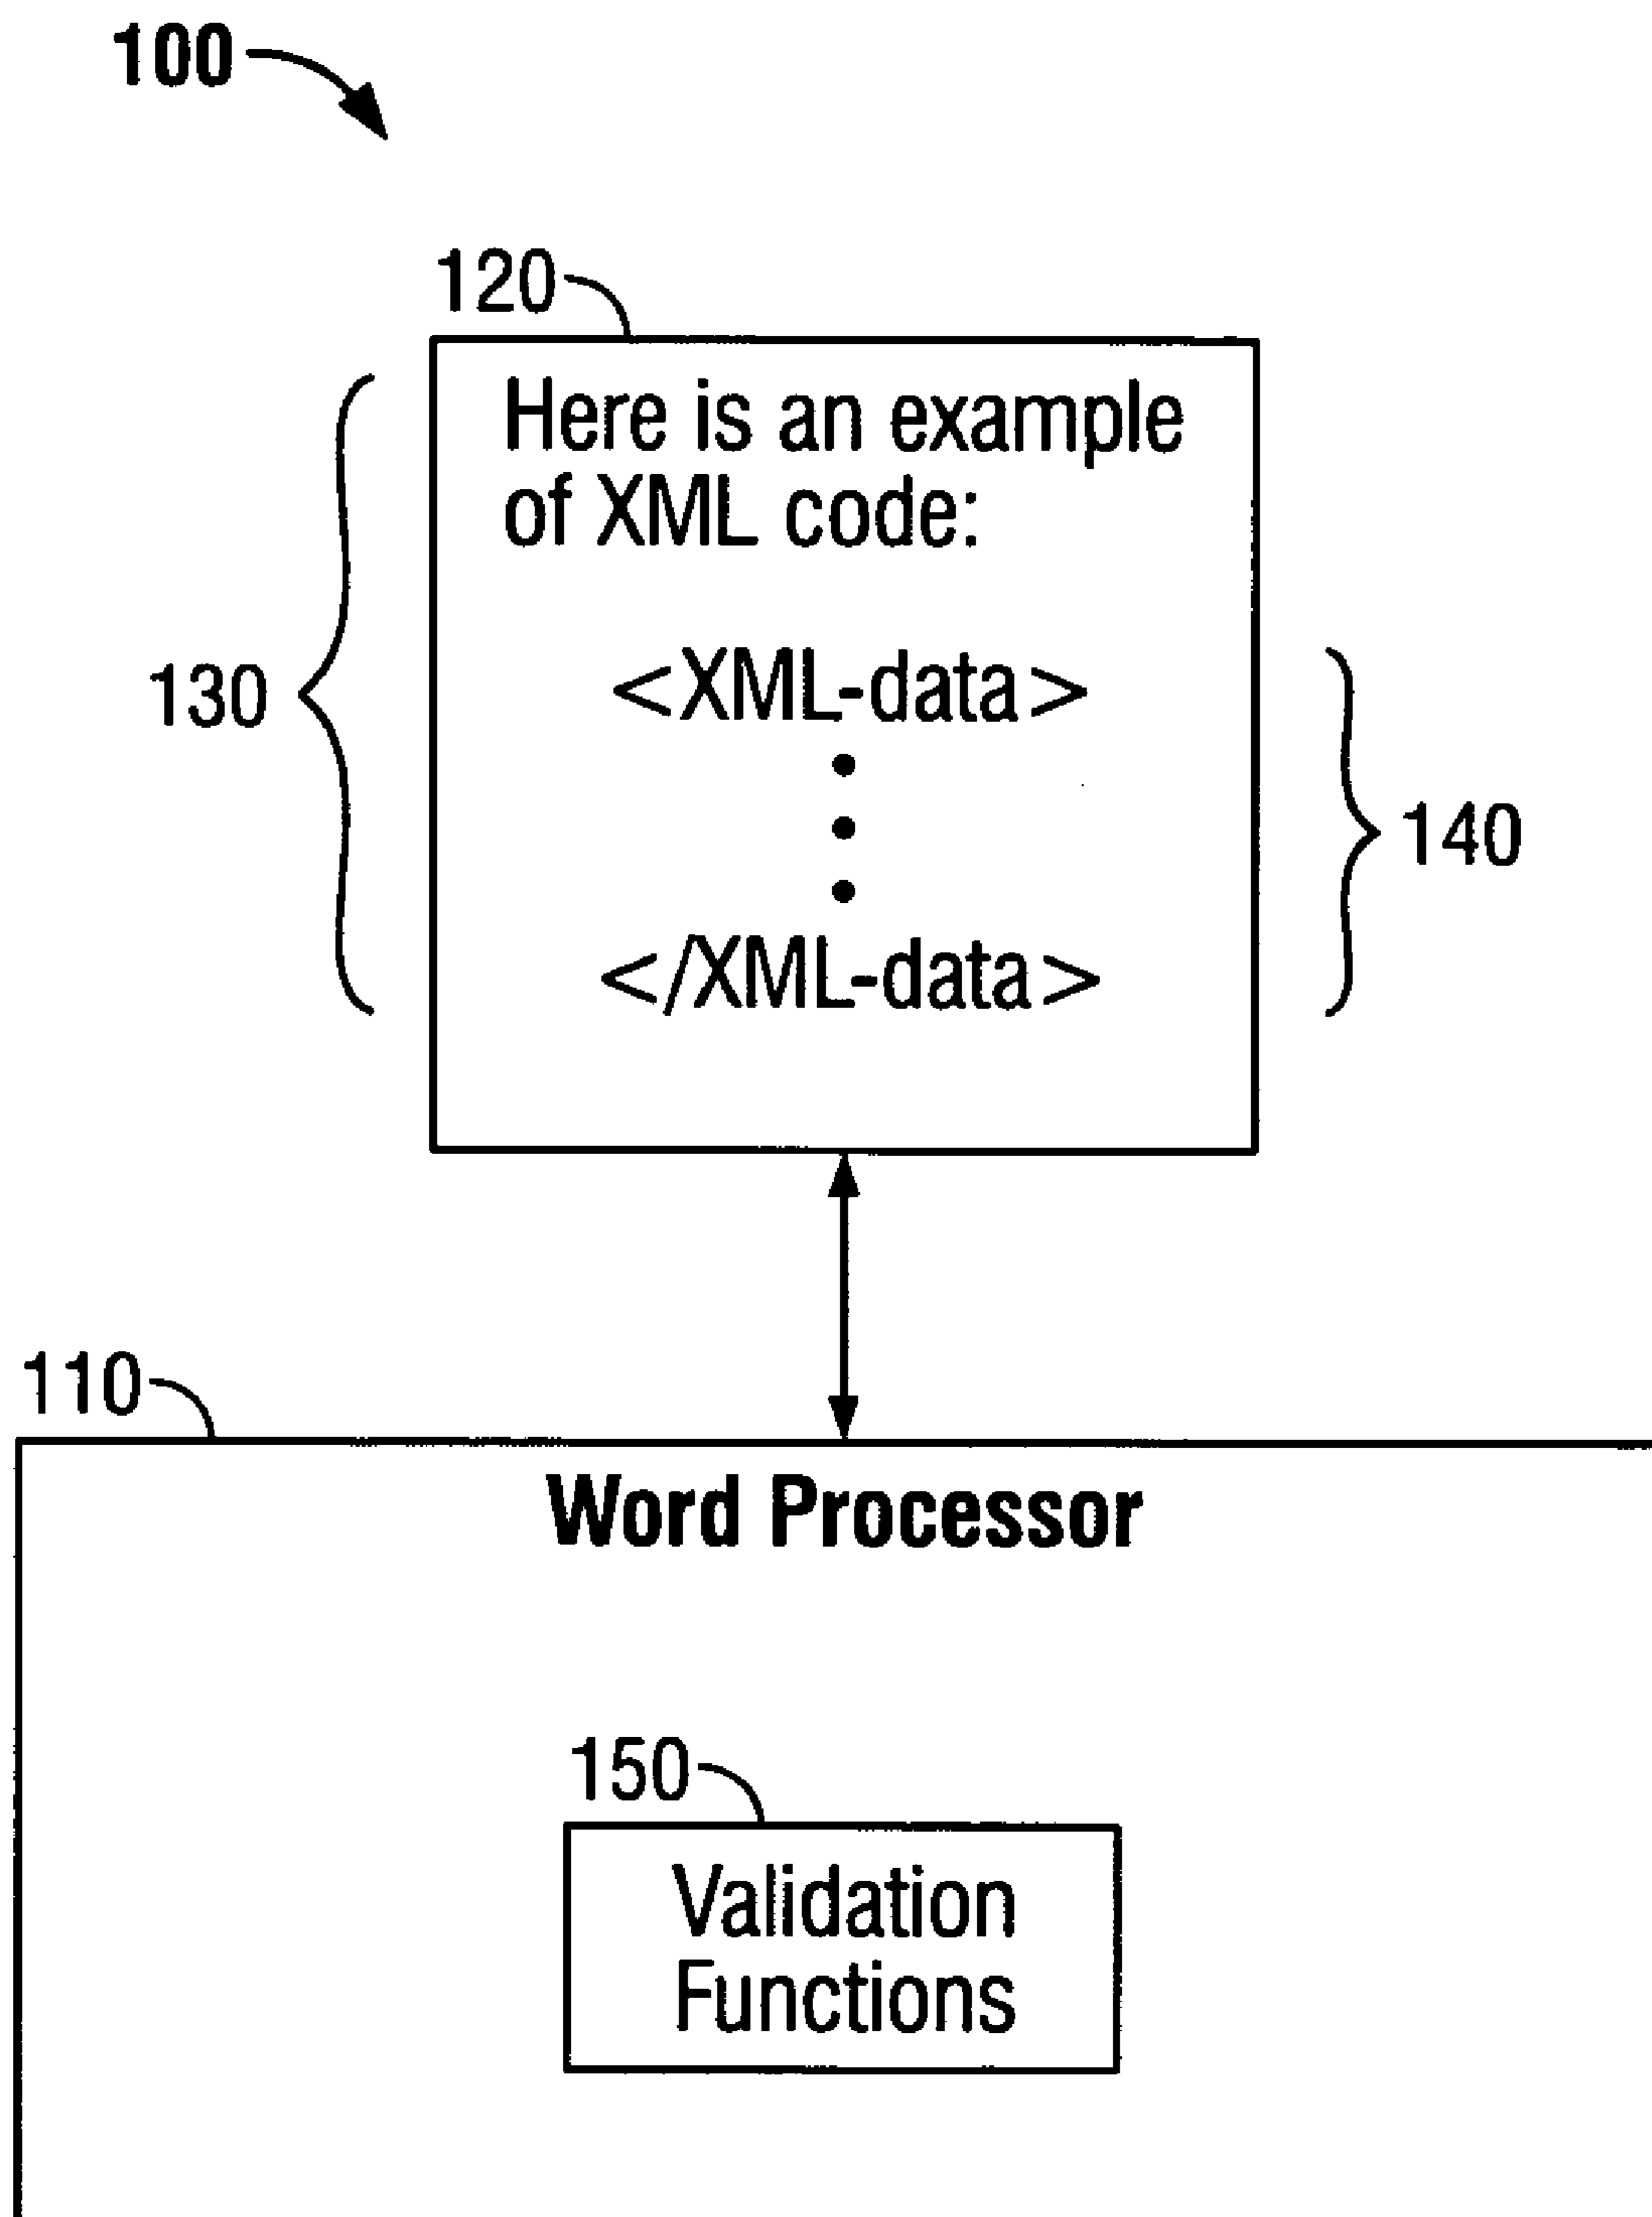 100
120
Here is an example
of XML code:
<XML-data>
</XML-data>
130
140
110
Word Processor
150
Validation
Functions